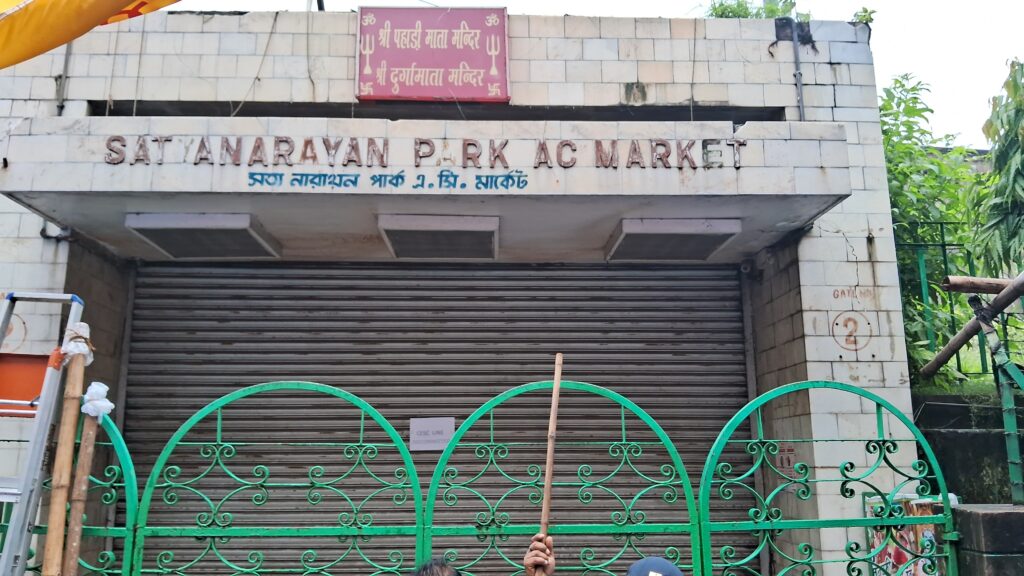 ॐ ॐ
श्री पहाड़ी माता मन्दिर
श्री दुर्गामाता मन्दिर
SATYANARAYAN PARK AC MARKET
সত্য নারায়ন পার্ক এ.সি. মার্কেট
GATE NO
2